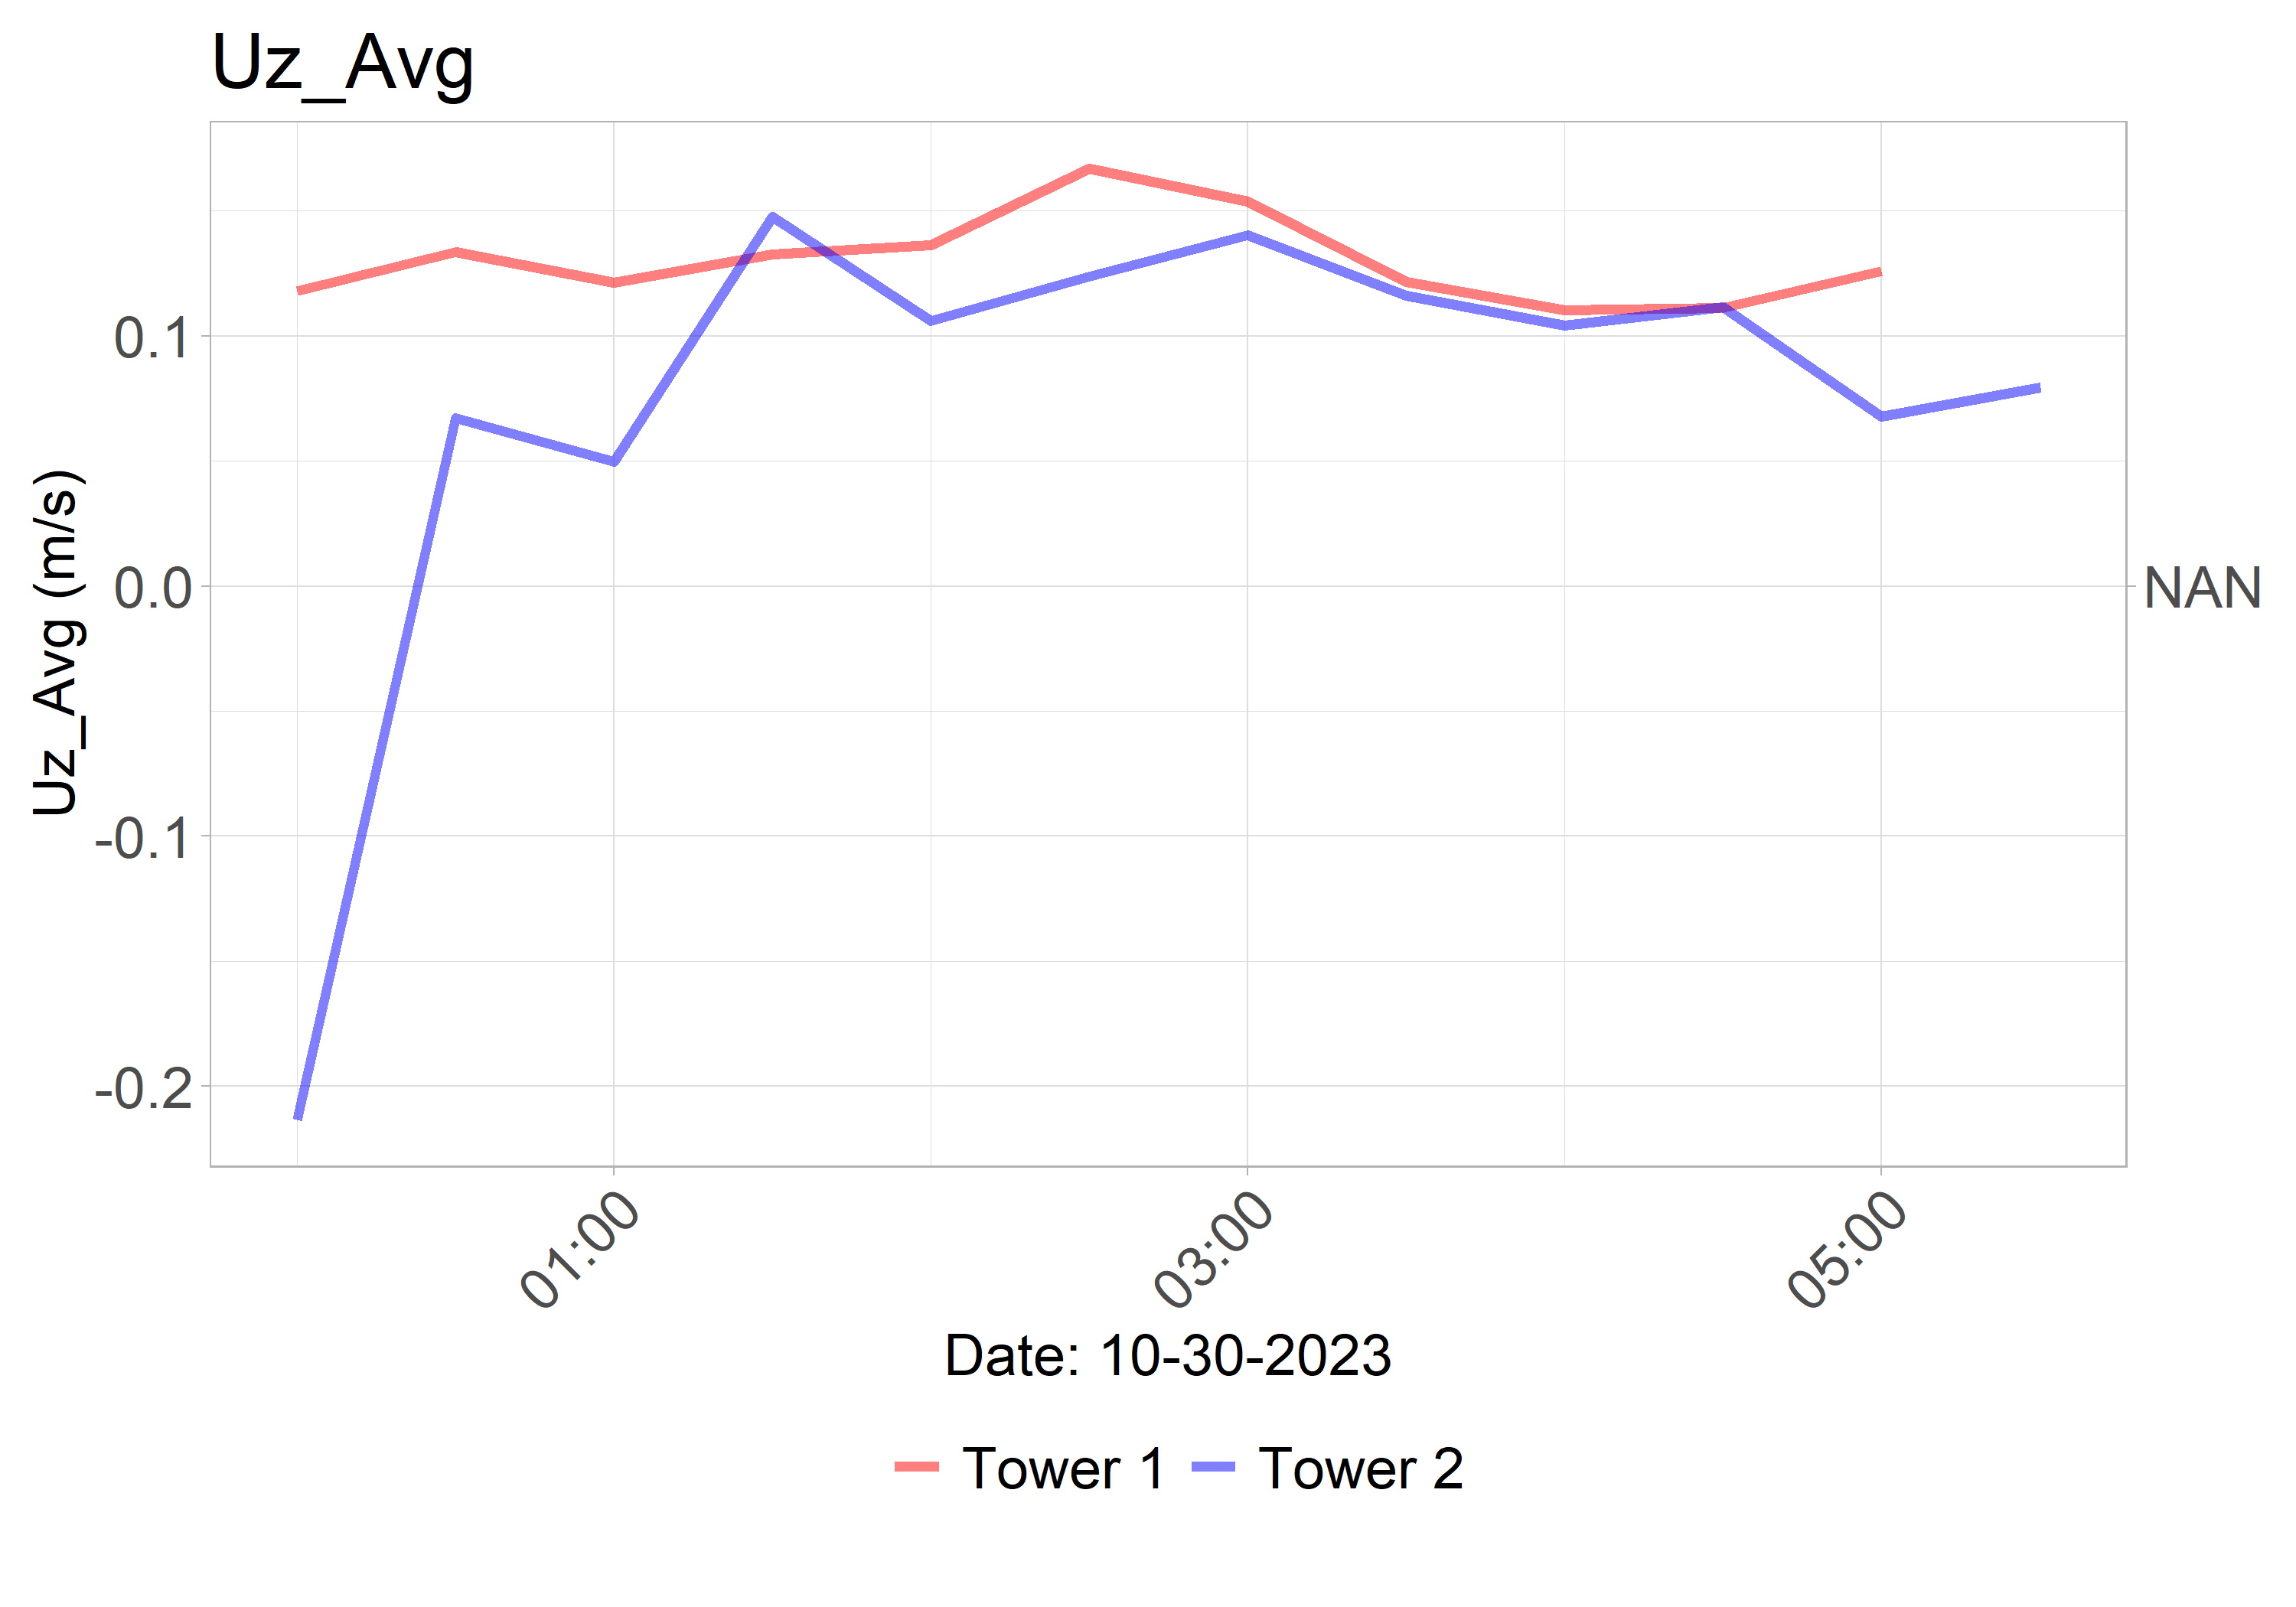 Uz_Avg
Uz_Avg (m/s)
0.1
0.0
-0.1
-0.2
NAN
01:00
03:00
05:00
Date: 10-30-2023
Tower 1
Tower 2